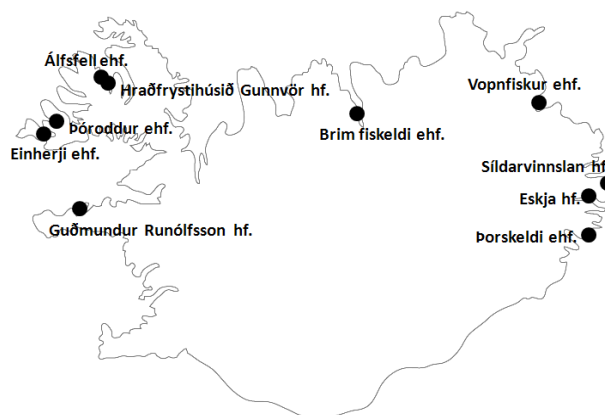 Álfsfell ehf.
Hraðfrystihúsið Gunnvör hf.
Vopnfiskur ehf.
Þóroddur ehf.
Brim fiskeldi ehf.
Einherji ehf.
Síldarvinnslan hf
Eskja hf.
Guðmundur Runólfsson hf.
Þorskeldi ehf.